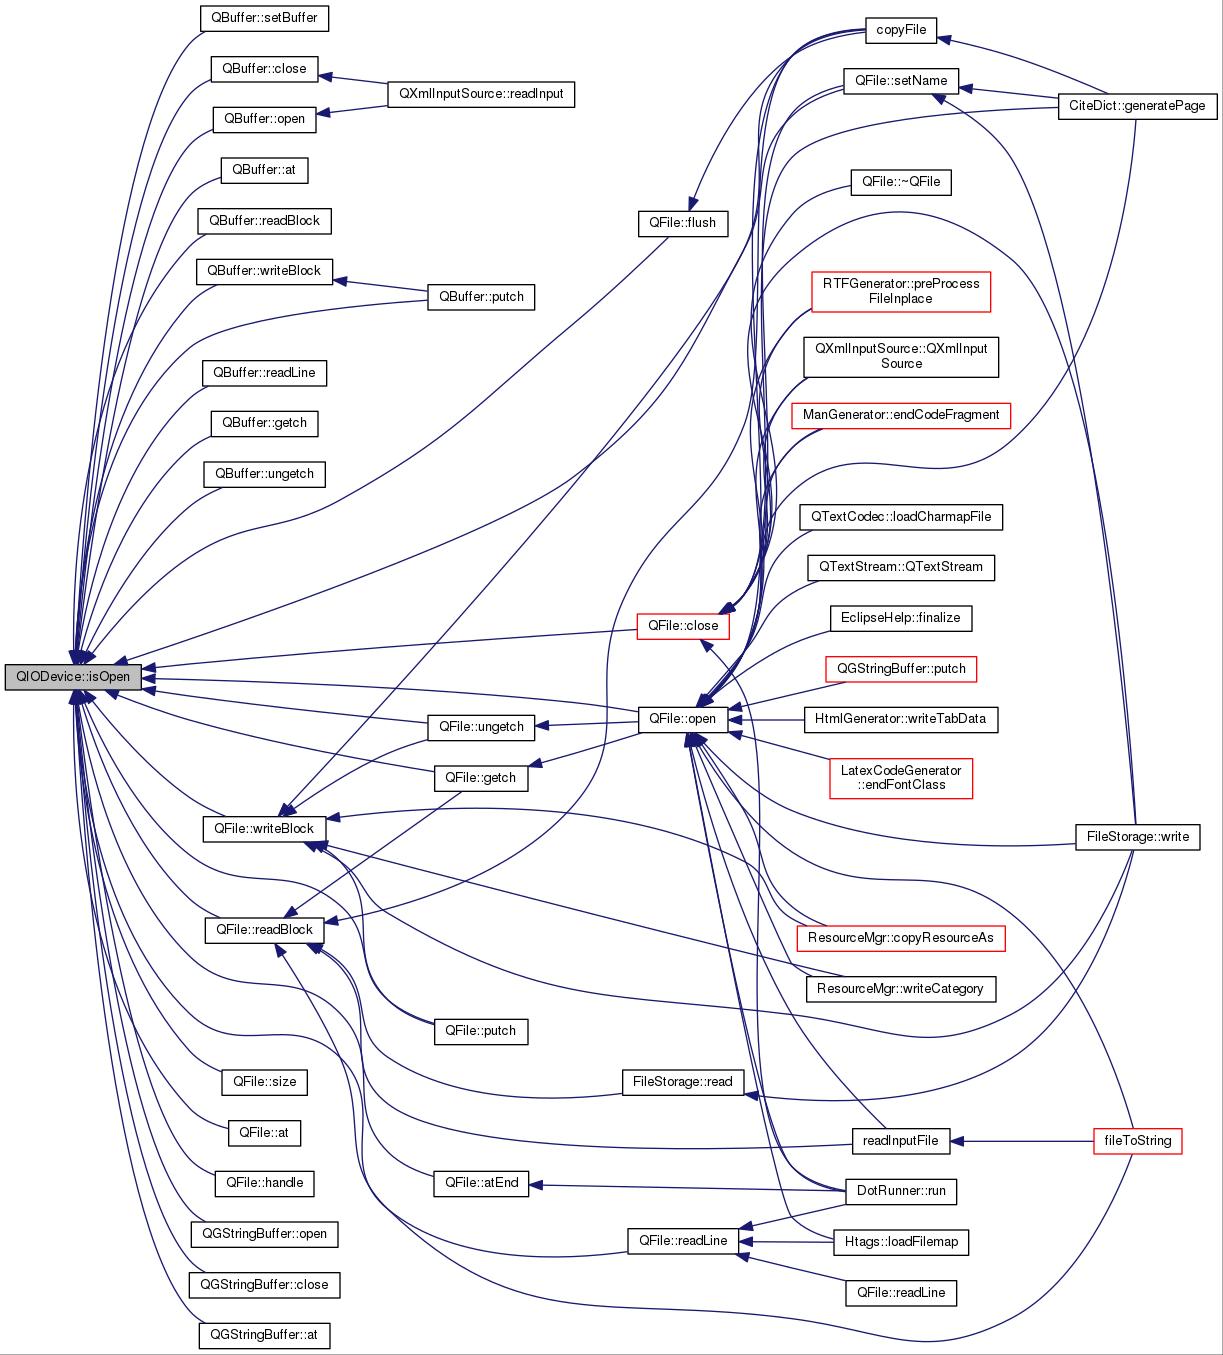 QBuffer::setBuffer
QBuffer::close
QBuffer::open
QXmlInputSource::readInput
QBuffer::at
QBuffer::readBlock
QBuffer::writeBlock
QBuffer::putch
QBuffer::readLine
QBuffer::getch
QBuffer::ungetch
QIODevice::isOpen
QFile::writeBlock
QFile::readBlock
QFile::size
QFile::at
QFile::handle
QGStringBuffer::open
QGStringBuffer::close
QGStringBuffer::at
QFile::ungetch
QFile::getch
QFile::putch
QFile::atEnd
QFile::flush
QFile::close
QFile::open
FileStorage::read
QFile::readLine
copyFile
QFile::setName
QFile::~QFile
RTFGenerator::preProcess
FileInplace
QXmlInputSource::QXmlInput
Source
ManGenerator::endCodeFragment
QTextCodec::loadCharmapFile
QTextStream::QTextStream
EclipseHelp::finalize
QGStringBuffer::putch
HtmlGenerator::writeTabData
LatexCodeGenerator
::endFontClass
ResourceMgr::copyResourceAs
ResourceMgr::writeCategory
readInputFile
DotRunner::run
Htags::loadFilemap
QFile::readLine
CiteDict::generatePage
FileStorage::write
fileToString